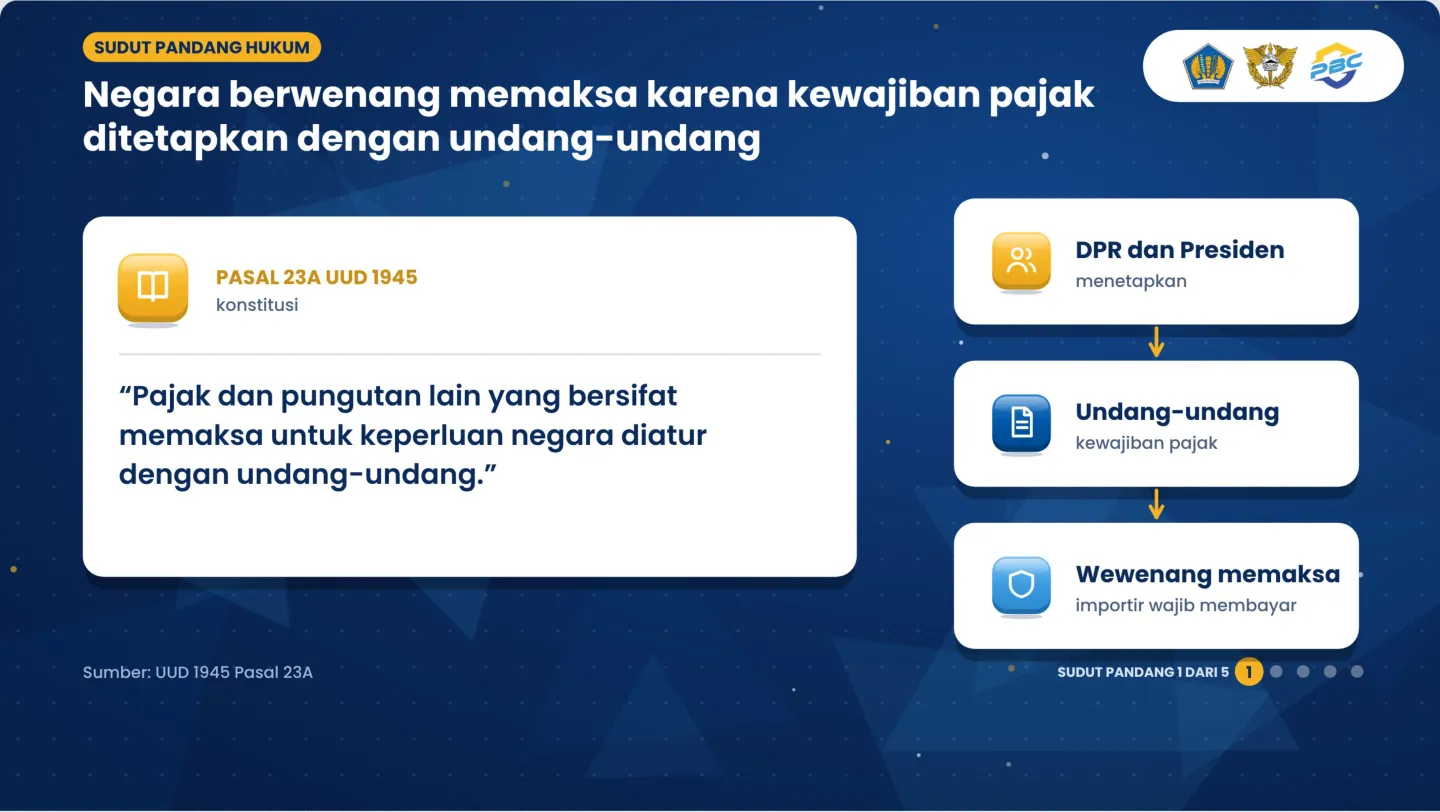 SUDUT PANDANG HUKUM
Negara berwenang memaksa karena kewajiban pajak
ditetapkan dengan undang-undang
PBC
PASAL 23A UUD 1945
konstitusi
“Pajak dan pungutan lain yang bersifat
memaksa untuk keperluan negara diatur
dengan undang-undang.”
DPR dan Presiden
menetapkan
Undang-undang
kewajiban pajak
Wewenang memaksa
importir wajib membayar
Sumber: UUD 1945 Pasal 23A
SUDUT PANDANG 1 DARI 5 1